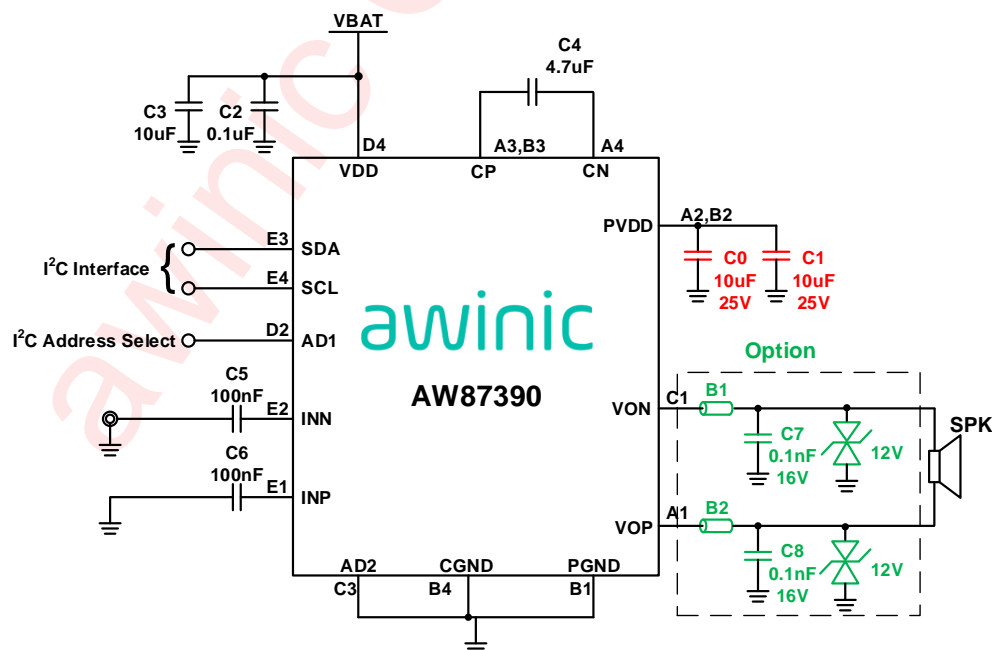 VBAT
C4
4.7uF
C3
10uF
C2
0.1uF
D4
A3,B3
A4
VDD
CP
CN
PVDD
A2,B2
C0
10uF
25V
C1
10uF
25V
I²C Interface
{
E3
SDA
E4
SCL
I²C Address Select
D2
AD1
awinic
AW87390
C5
100nF
E2
INN
C6
100nF
E1
INP
Option
VON
C1
B1
C7
0.1nF
16V
12V
SPK
VOP
A1
B2
C8
0.1nF
16V
12V
AD2
CGND
PGND
C3
B4
B1
awinic